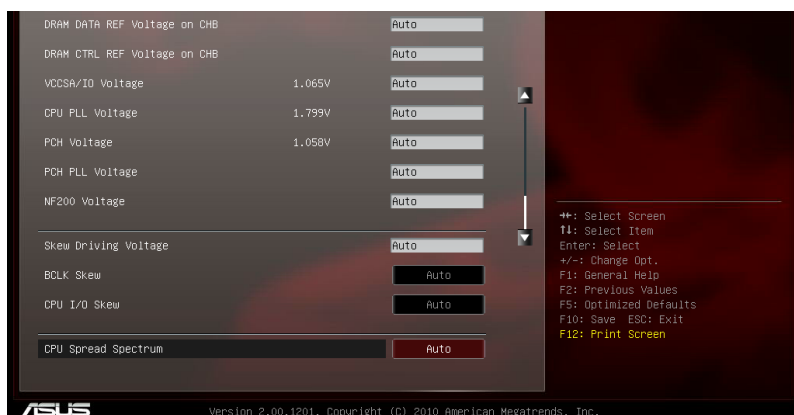 DRAM DATA REF Voltage on CHB Auto
DRAM CTRL REF Voltage on CHB Auto
VCCSA/IO Voltage 1.065V Auto
CPU PLL Voltage 1.799V Auto
PCH Voltage 1.058V Auto
PCH PLL Voltage Auto
NF200 Voltage Auto
Skew Driving Voltage Auto
BCLK Skew Auto
CPU I/O Skew Auto
CPU Spread Spectrum Auto
→←: Select Screen
↑↓: Select Item
Enter: Select
+/-: Change Opt.
F1: General Help
F2: Previous Values
F5: Optimized Defaults
F10: Save ESC: Exit
F12: Print Screen
ASUS
Version 2.00.1201. Copyright (C) 2010 American Megatrends, Inc.